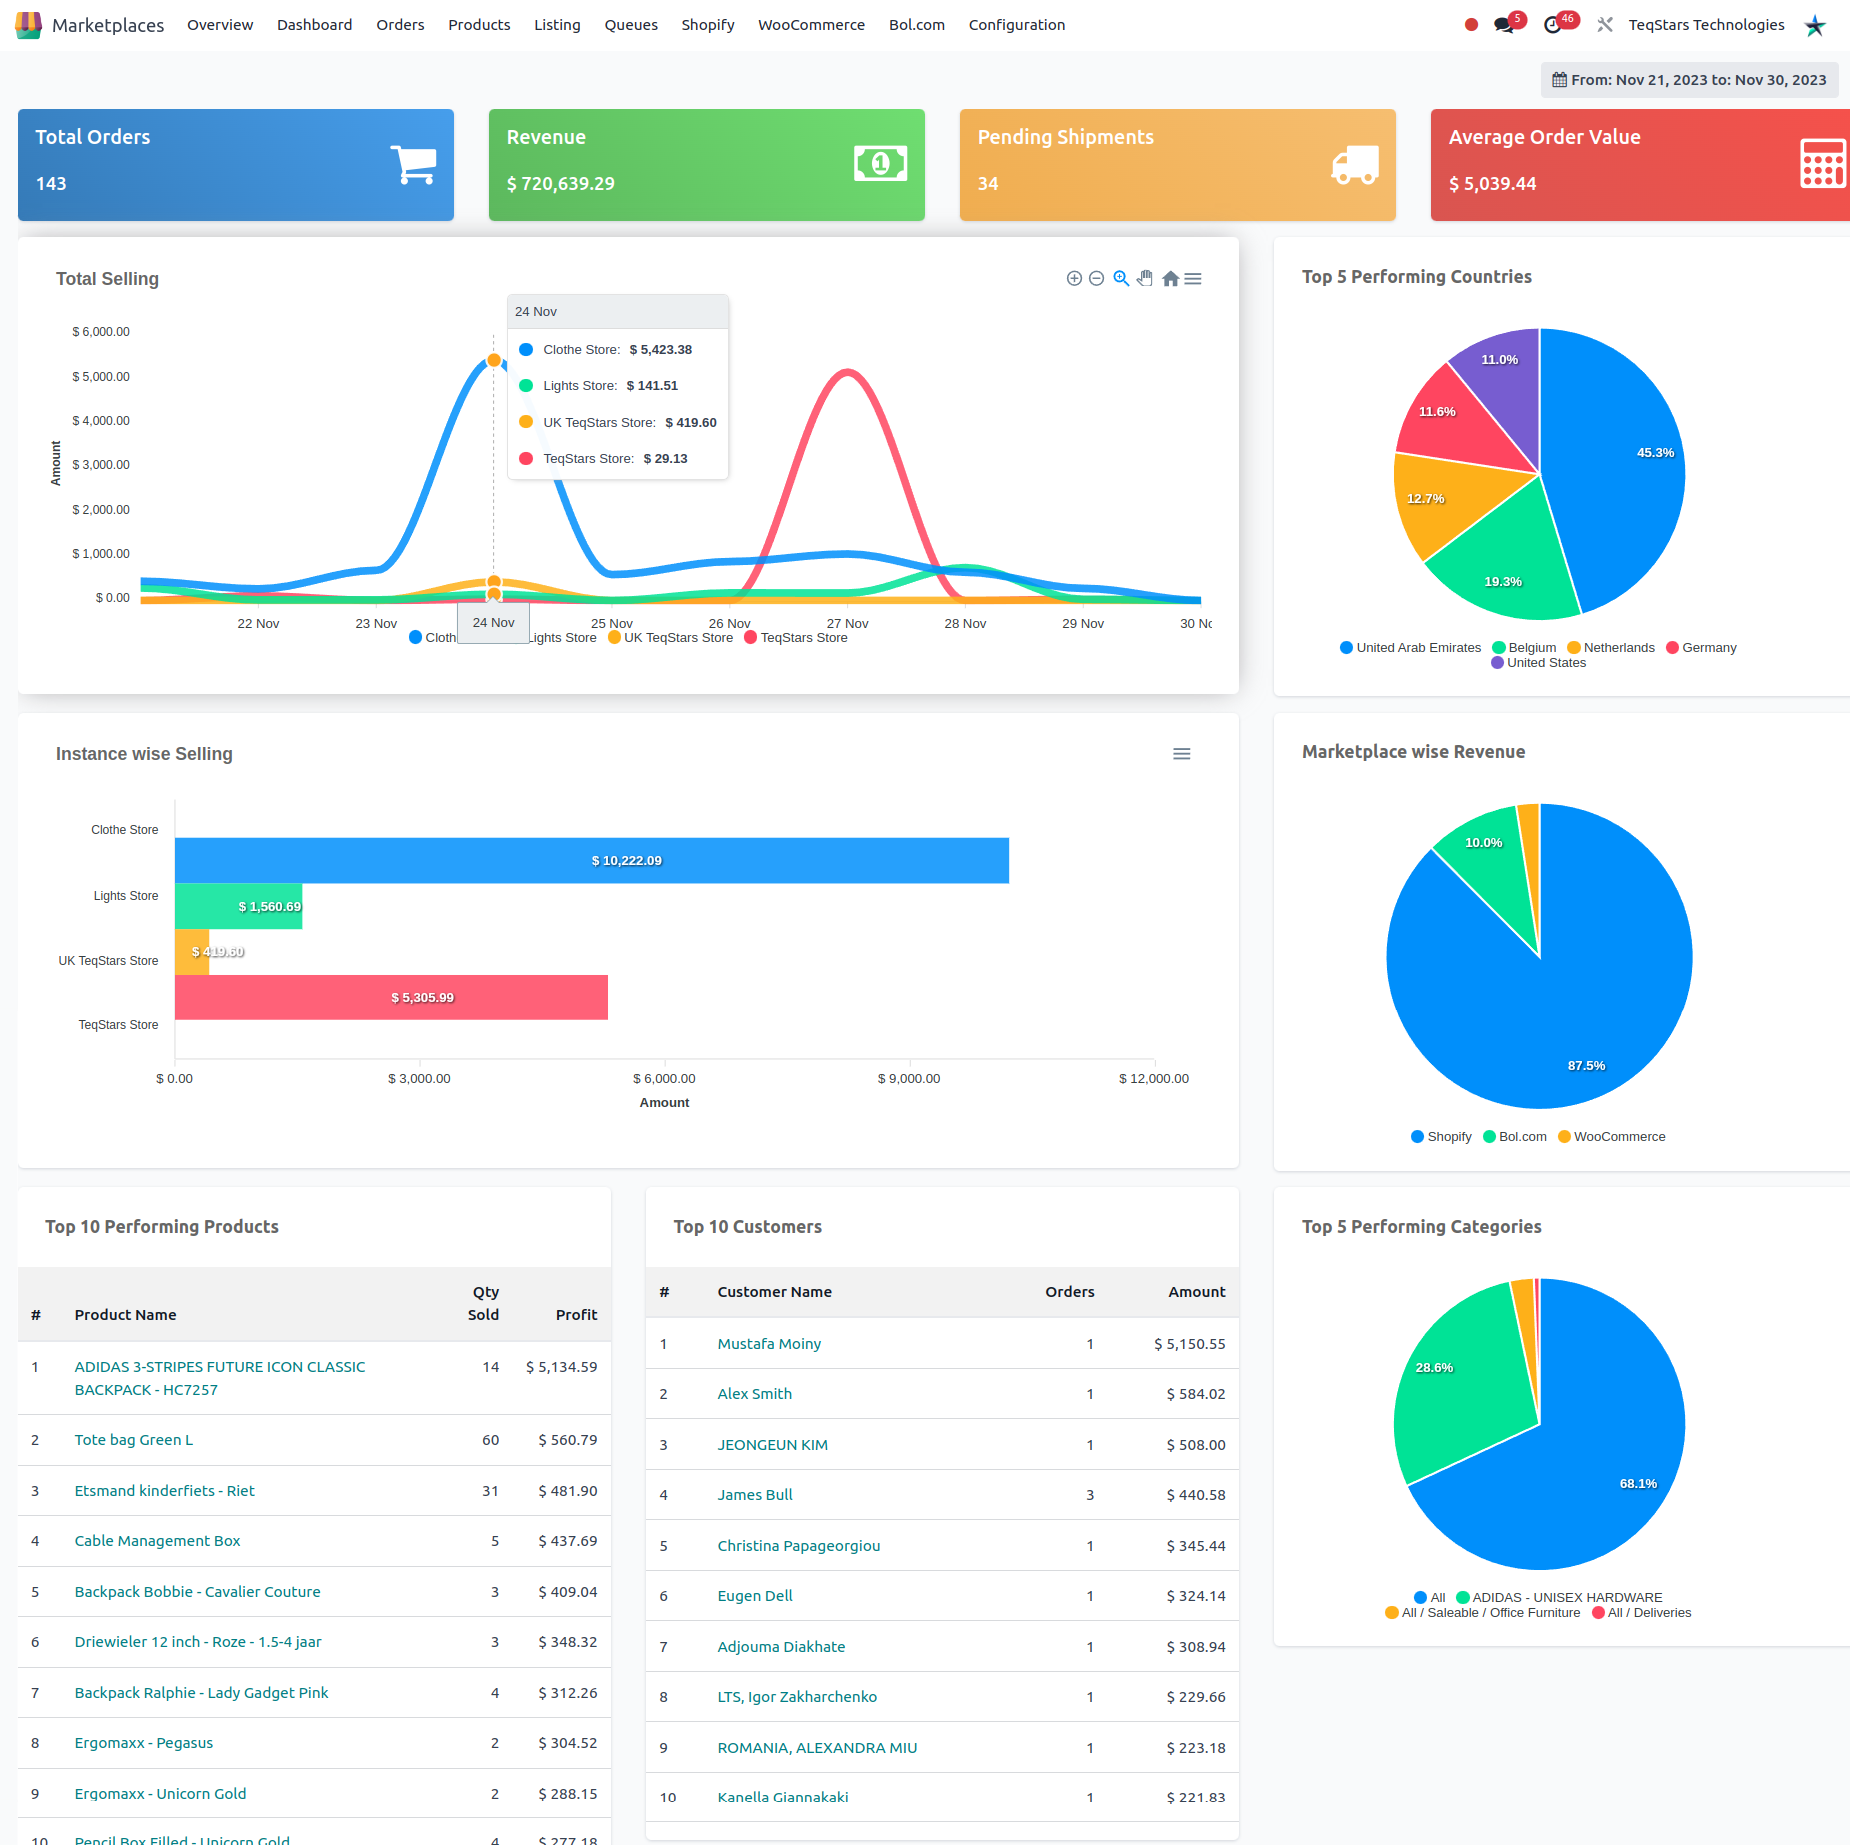 Marketplaces Overview Dashboard Orders Products Listing Queues Shopify WooCommerce Bol.com Configuration 5 46 TeqStars Technologies
From: Nov 21, 2023 to: Nov 30, 2023
Total Orders
143
Revenue
$ 720,639.29
1
Pending Shipments
34
Average Order Value
$ 5,039.44
Total Selling
$ 6,000.00
$ 5,000.00
$ 4,000.00
$ 3,000.00
$ 2,000.00
$ 1,000.00
$ 0.00
Amount
24 Nov
Clothe Store: $ 5,423.38
Lights Store: $ 141.51
UK TeqStars Store: $ 419.60
TeqStars Store: $ 29.13
22 Nov 23 Nov 24 Nov 25 Nov 26 Nov 27 Nov 28 Nov 29 Nov 30 No
Cloth Lights Store UK TeqStars Store TeqStars Store
Top 5 Performing Countries
11.0%
11.6%
45.3%
12.7%
19.3%
United Arab Emirates Belgium Netherlands Germany
United States
Instance wise Selling
Clothe Store
$ 10,222.09
Lights Store
$ 1,560.69
UK TeqStars Store
$ 419.60
$ 5,305.99
TeqStars Store
$ 0.00 $ 3,000.00 $ 6,000.00 $ 9,000.00 $ 12,000.00
Amount
Marketplace wise Revenue
10.0%
87.5%
Shopify Bol.com WooCommerce
Top 10 Performing Products
# Product Name Qty Sold Profit
1 ADIDAS 3-STRIPES FUTURE ICON CLASSIC 14 $ 5,134.59
BACKPACK - HC7257
2 Tote bag Green L 60 $ 560.79
3 Etsmand kinderfiets - Riet 31 $ 481.90
4 Cable Management Box 5 $ 437.69
5 Backpack Bobbie - Cavalier Couture 3 $ 409.04
6 Driewieler 12 inch - Roze - 1.5-4 jaar 3 $ 348.32
7 Backpack Ralphie - Lady Gadget Pink 4 $ 312.26
8 Ergomaxx - Pegasus 2 $ 304.52
9 Ergomaxx - Unicorn Gold 2 $ 288.15
10 Pencil Box Filled - Unicorn Gold 4 $ 277.18
Top 10 Customers
# Customer Name Orders Amount
1 Mustafa Moiny 1 $ 5,150.55
2 Alex Smith 1 $ 584.02
3 JEONGEUN KIM 1 $ 508.00
4 James Bull 3 $ 440.58
5 Christina Papageorgiou 1 $ 345.44
6 Eugen Dell 1 $ 324.14
7 Adjouma Diakhate 1 $ 308.94
8 LTS, Igor Zakharchenko 1 $ 229.66
9 ROMANIA, ALEXANDRA MIU 1 $ 223.18
10 Kanella Giannakaki 1 $ 221.83
Top 5 Performing Categories
28.6%
68.1%
All ADIDAS - UNISEX HARDWARE
All / Saleable / Office Furniture All / Deliveries